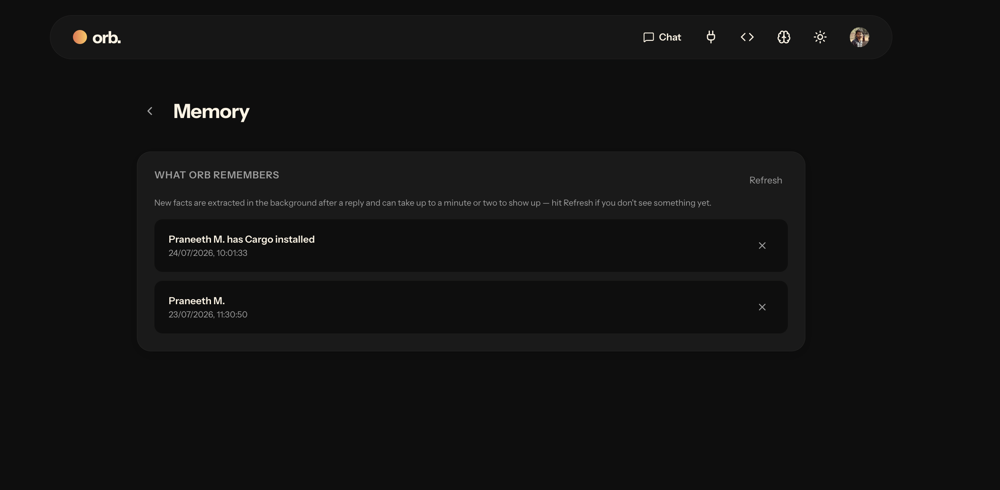 orb.
Chat
Memory
WHAT ORB REMEMBERS
Refresh
New facts are extracted in the background after a reply and can take up to a minute or two to show up — hit Refresh if you don't see something yet.
Praneeth M. has Cargo installed
24/07/2026, 10:01:33
Praneeth M.
23/07/2026, 11:30:50